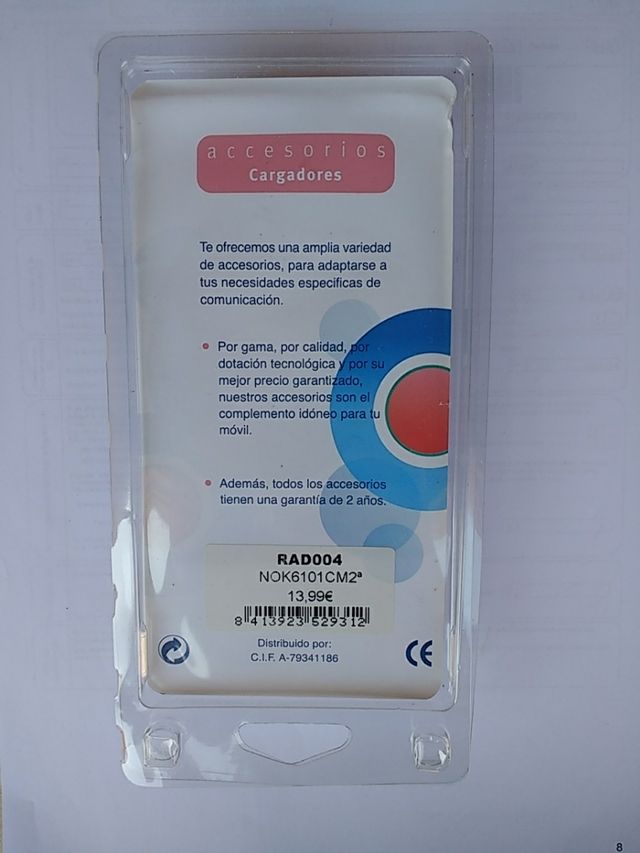 accesorios
Cargadores
Te ofrecemos una amplia variedad
de accesorios, para adaptarse a
tus necesidades especificas de
comunicación.
Por gama, por calidad, por
dotación tecnológica y por su
mejor precio garantizado,
nuestros accesorios son el
complemento idóneo para tu
móvil.
Además, todos los accesorios
tienen una garantía de 2 años.
RAD004
NOK6101CM2ª
13,99€
8 413923 529312
Distribuido por:
C.I.F. A-79341186
CE
8